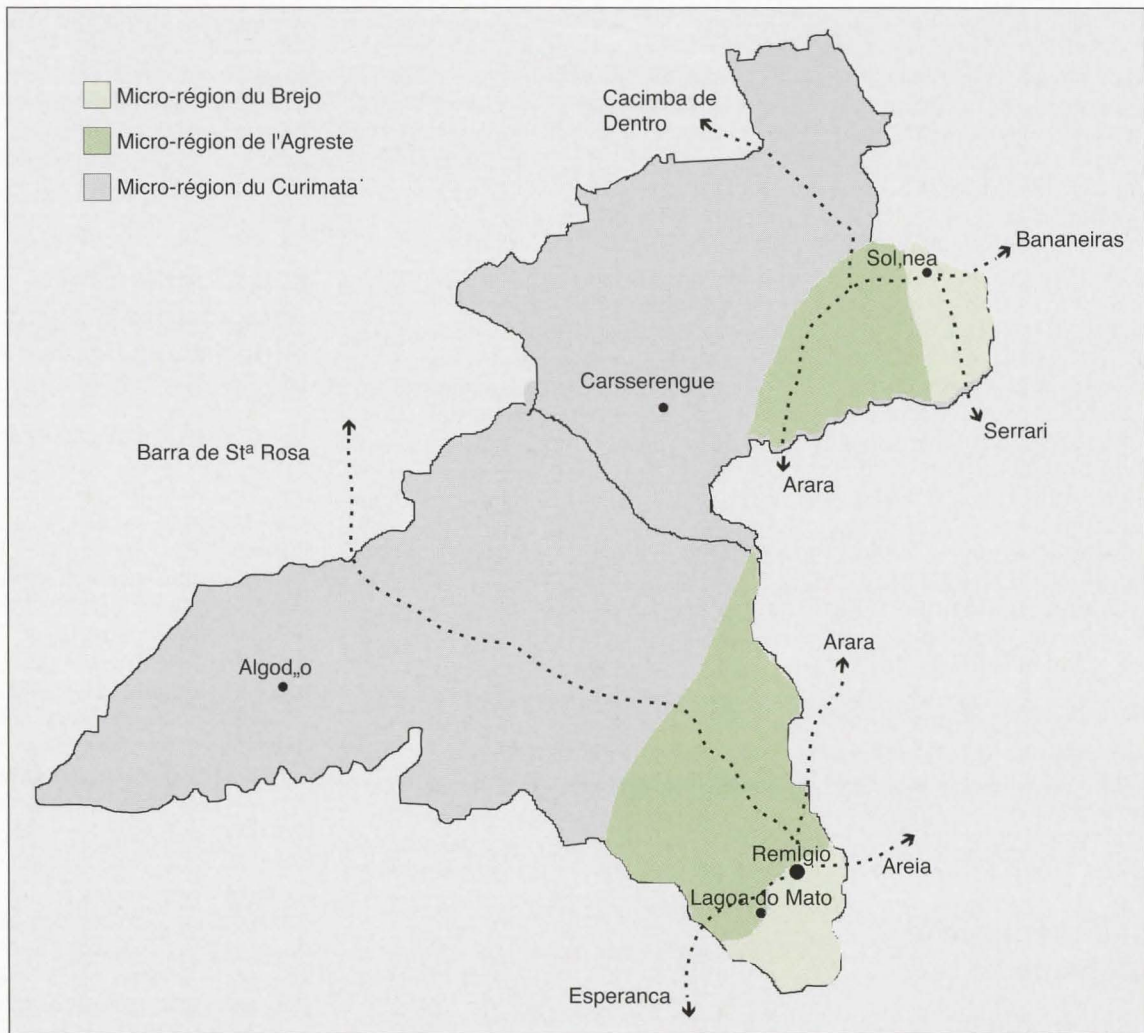 Micro-région du Brejo
Micro-région de l'Agreste
Micro-région du Curimata˙
Cacimba de
Dentro
Sol‚nea
Bananeiras
Carsserengue
Serrari
Barra de Stª Rosa
Arara
Algod„o
Arara
Remlgio
Areia
Lagoa do Mato
Esperanca